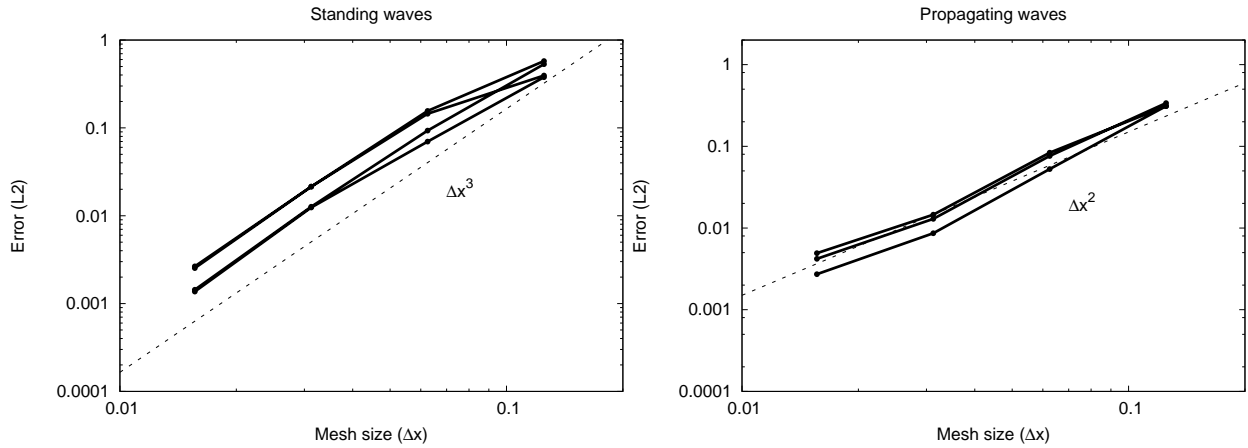 Standing waves
1
0.1
0.01
0.001
0.0001
0.01
0.1
Error (L2)
Mesh size (Δx)
Δx³
Propagating waves
1
0.1
0.01
0.001
0.0001
0.01
0.1
Error (L2)
Mesh size (Δx)
Δx²